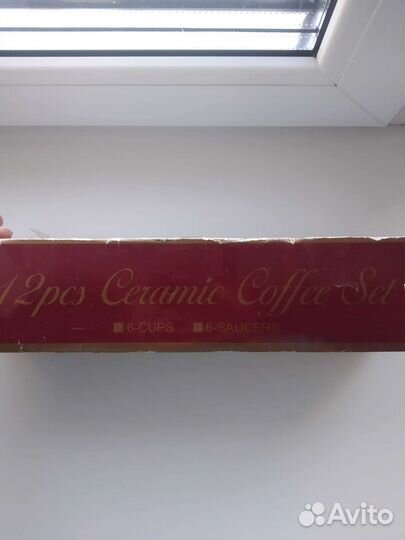 12pcs Ceramic Coffee Set
6-CUPS 6-SAUCERS
Avito